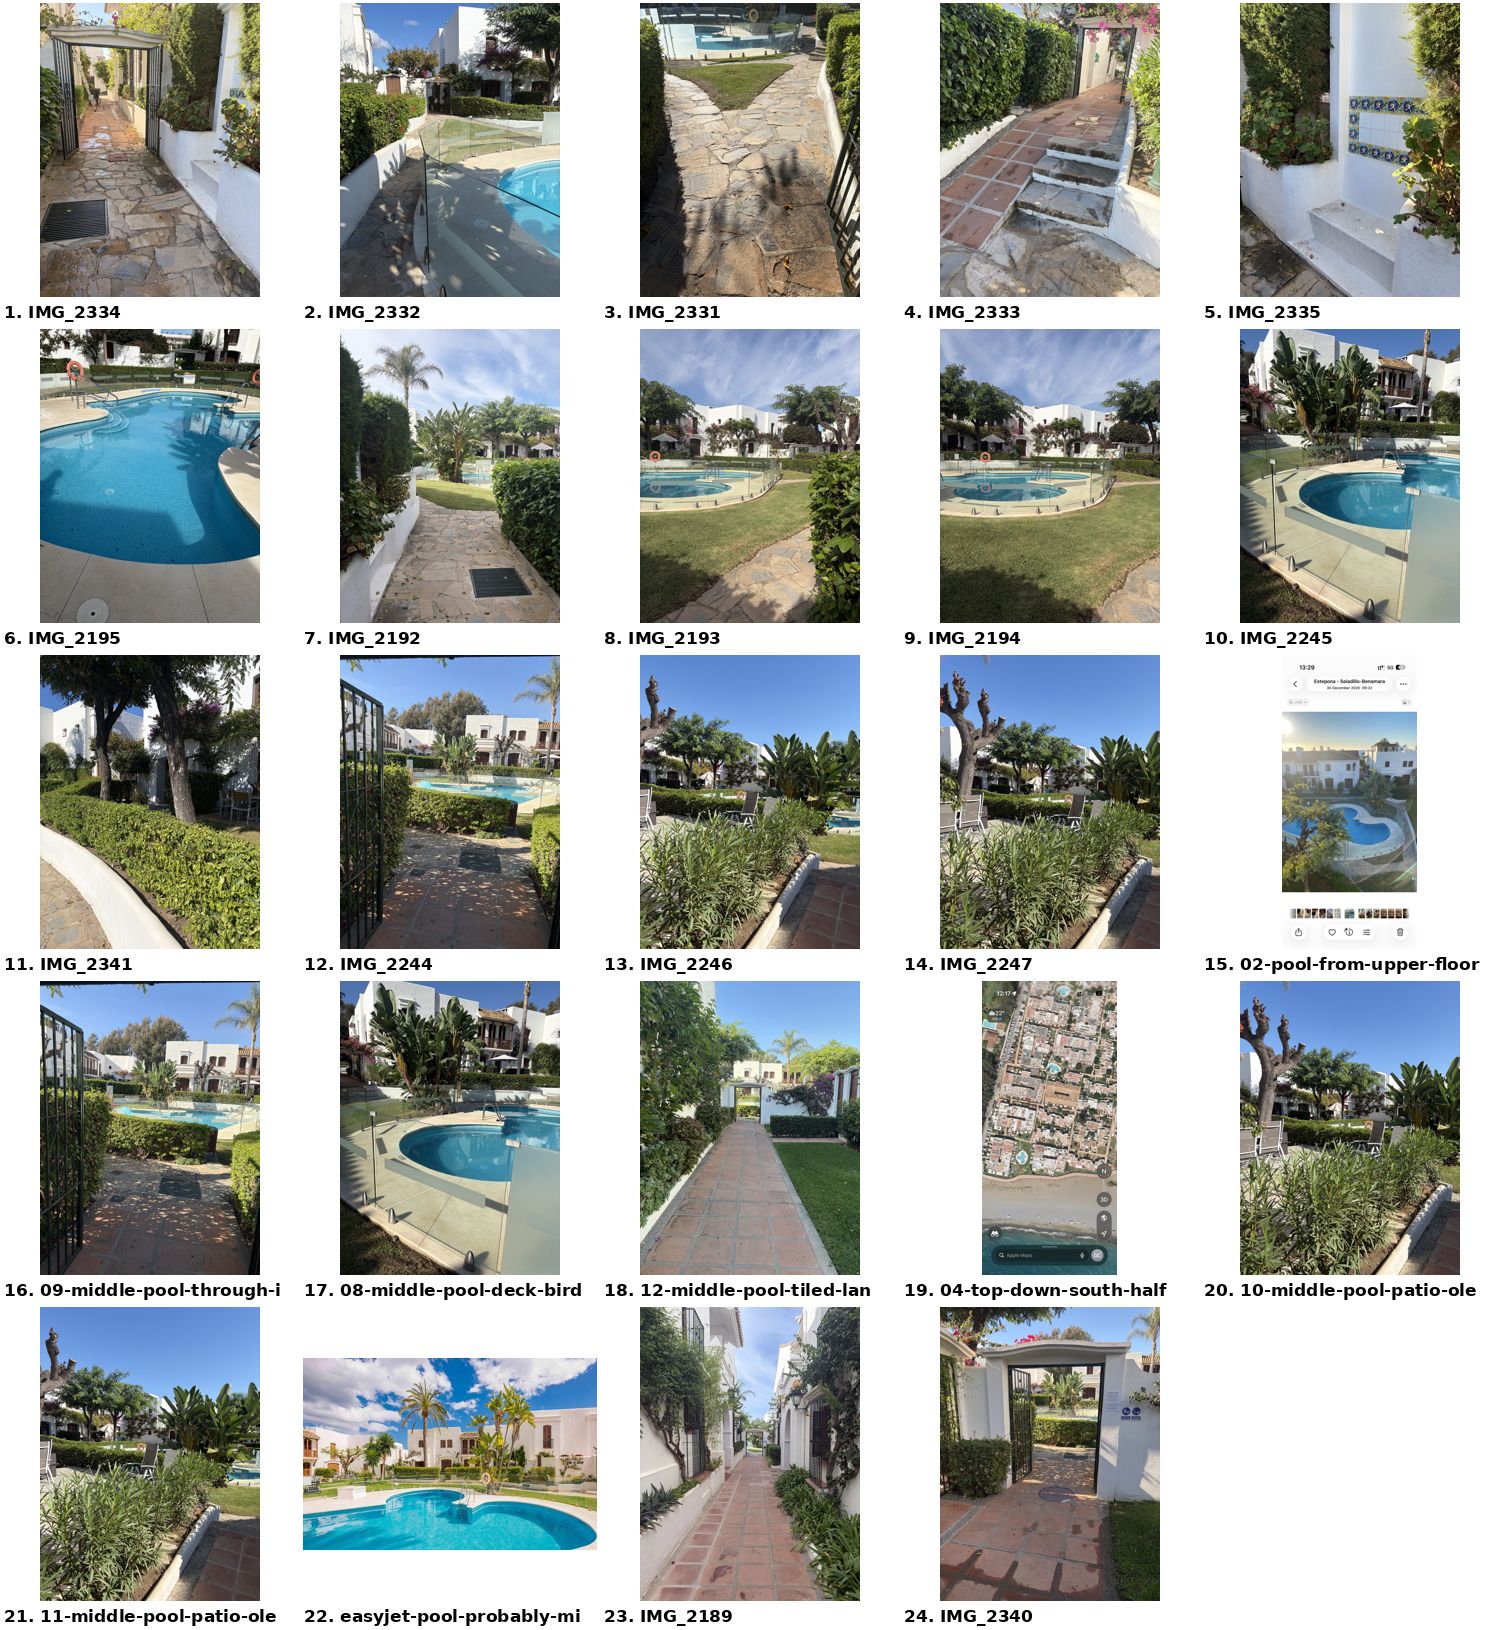 1. IMG_2334
2. IMG_2332
3. IMG_2331
4. IMG_2333
5. IMG_2335
6. IMG_2195
7. IMG_2192
8. IMG_2193
9. IMG_2194
10. IMG_2245
13:29
5G
Estepona - Saladillo-Benamara
LIVE
11. IMG_2341
12. IMG_2244
13. IMG_2246
14. IMG_2247
15. 02-pool-from-upper-floor
12:17
22°
N
3D
Apple Maps
16. 09-middle-pool-through-i
17. 08-middle-pool-deck-bird
18. 12-middle-pool-tiled-lan
19. 04-top-down-south-half
20. 10-middle-pool-patio-ole
21. 11-middle-pool-patio-ole
22. easyjet-pool-probably-mi
23. IMG_2189
24. IMG_2340